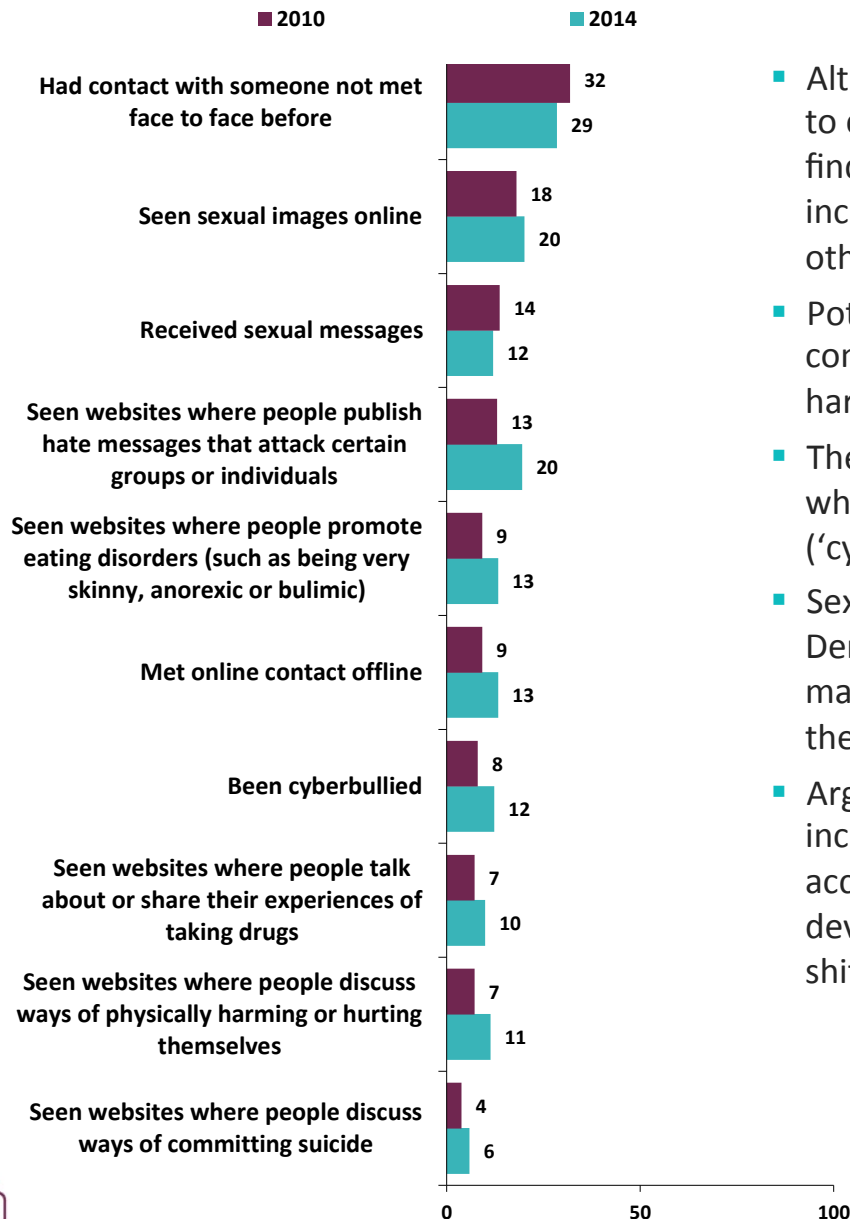 2010 2014
Had contact with someone not met
face to face before
32
29
Seen sexual images online
18
20
Received sexual messages
14
12
Seen websites where people publish
hate messages that attack certain
groups or individuals
13
20
Seen websites where people promote
eating disorders (such as being very
skinny, anorexic or bulimic)
9
13
Met online contact offline
9
13
Been cyberbullied
8
12
Seen websites where people talk
about or share their experiences of
taking drugs
7
10
Seen websites where people discuss
ways of physically harming or hurting
themselves
7
11
Seen websites where people discuss
ways of committing suicide
4
6
0 50 100
▪ Alt
to
find
inc
oth
▪ Pot
con
har
▪ The
wh
(‘cy
▪ Sex
Der
ma
the
▪ Arg
inc
acc
dev
shi